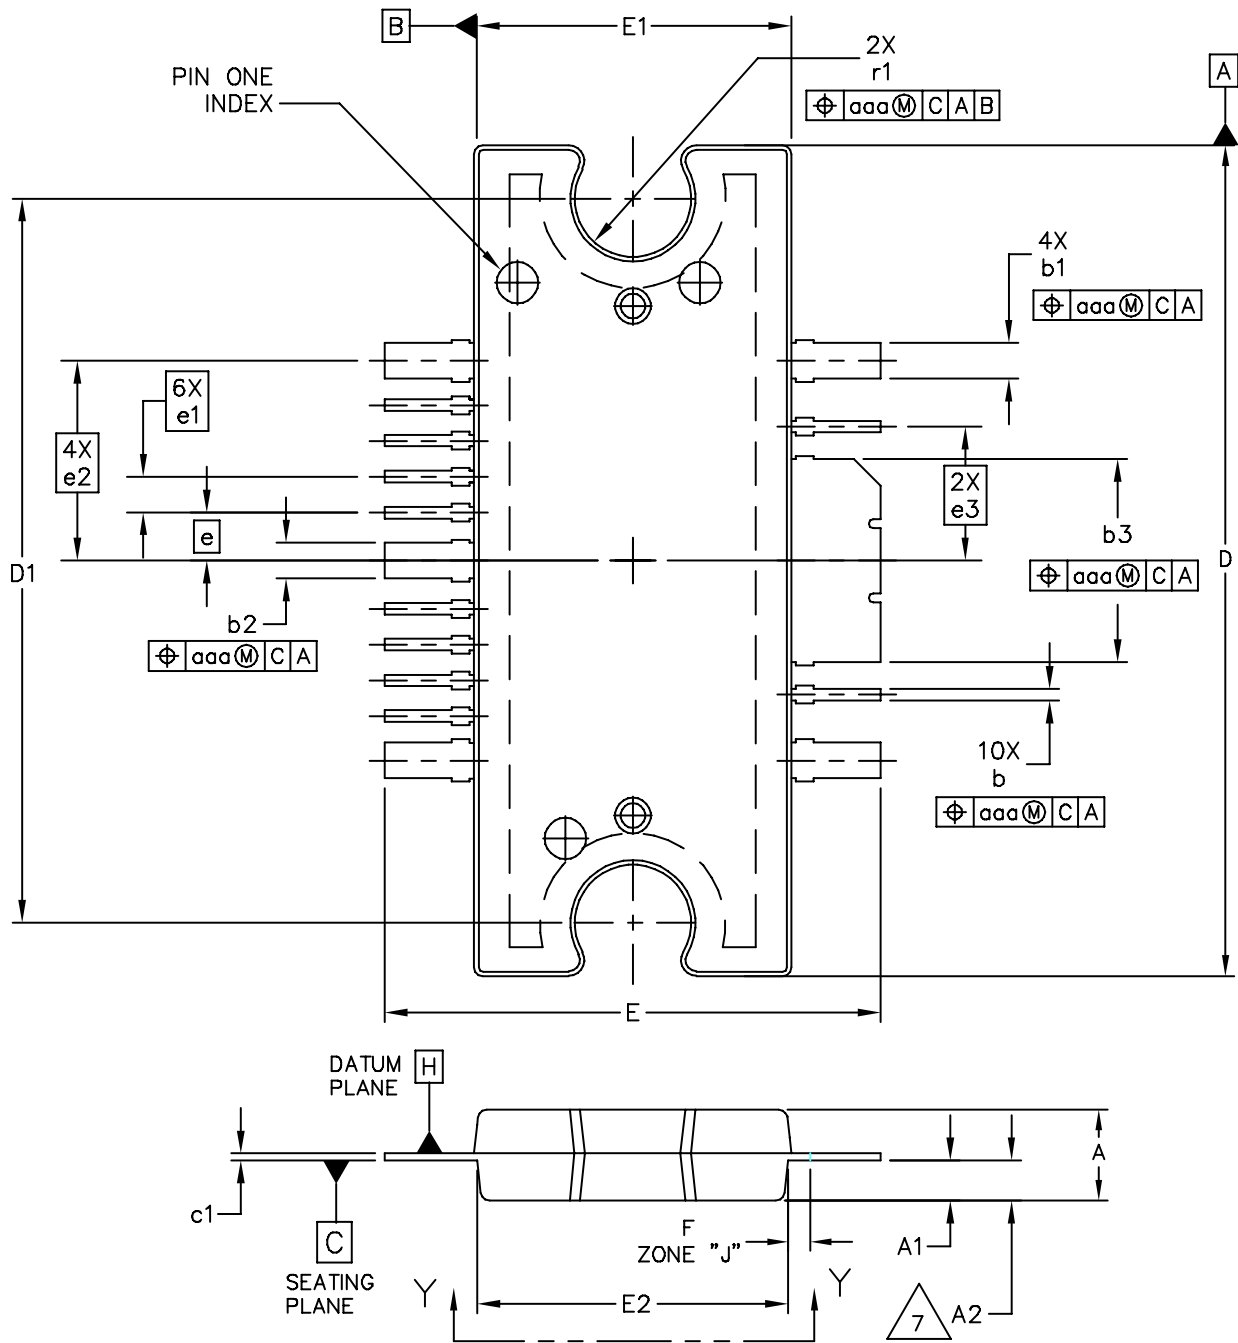 B
E1
2X
r1
⌖ aaa Ⓜ C A B
A
PIN ONE
INDEX
4X
b1
⌖ aaa Ⓜ C A
6X
e1
4X
e2
2X
e3
e
b3
⌖ aaa Ⓜ C A
D1
D
b2
⌖ aaa Ⓜ C A
10X
b
⌖ aaa Ⓜ C A
E
DATUM
PLANE
H
A
c1
C
SEATING
PLANE
F
ZONE "J"
A1
Y
Y
E2
7
A2